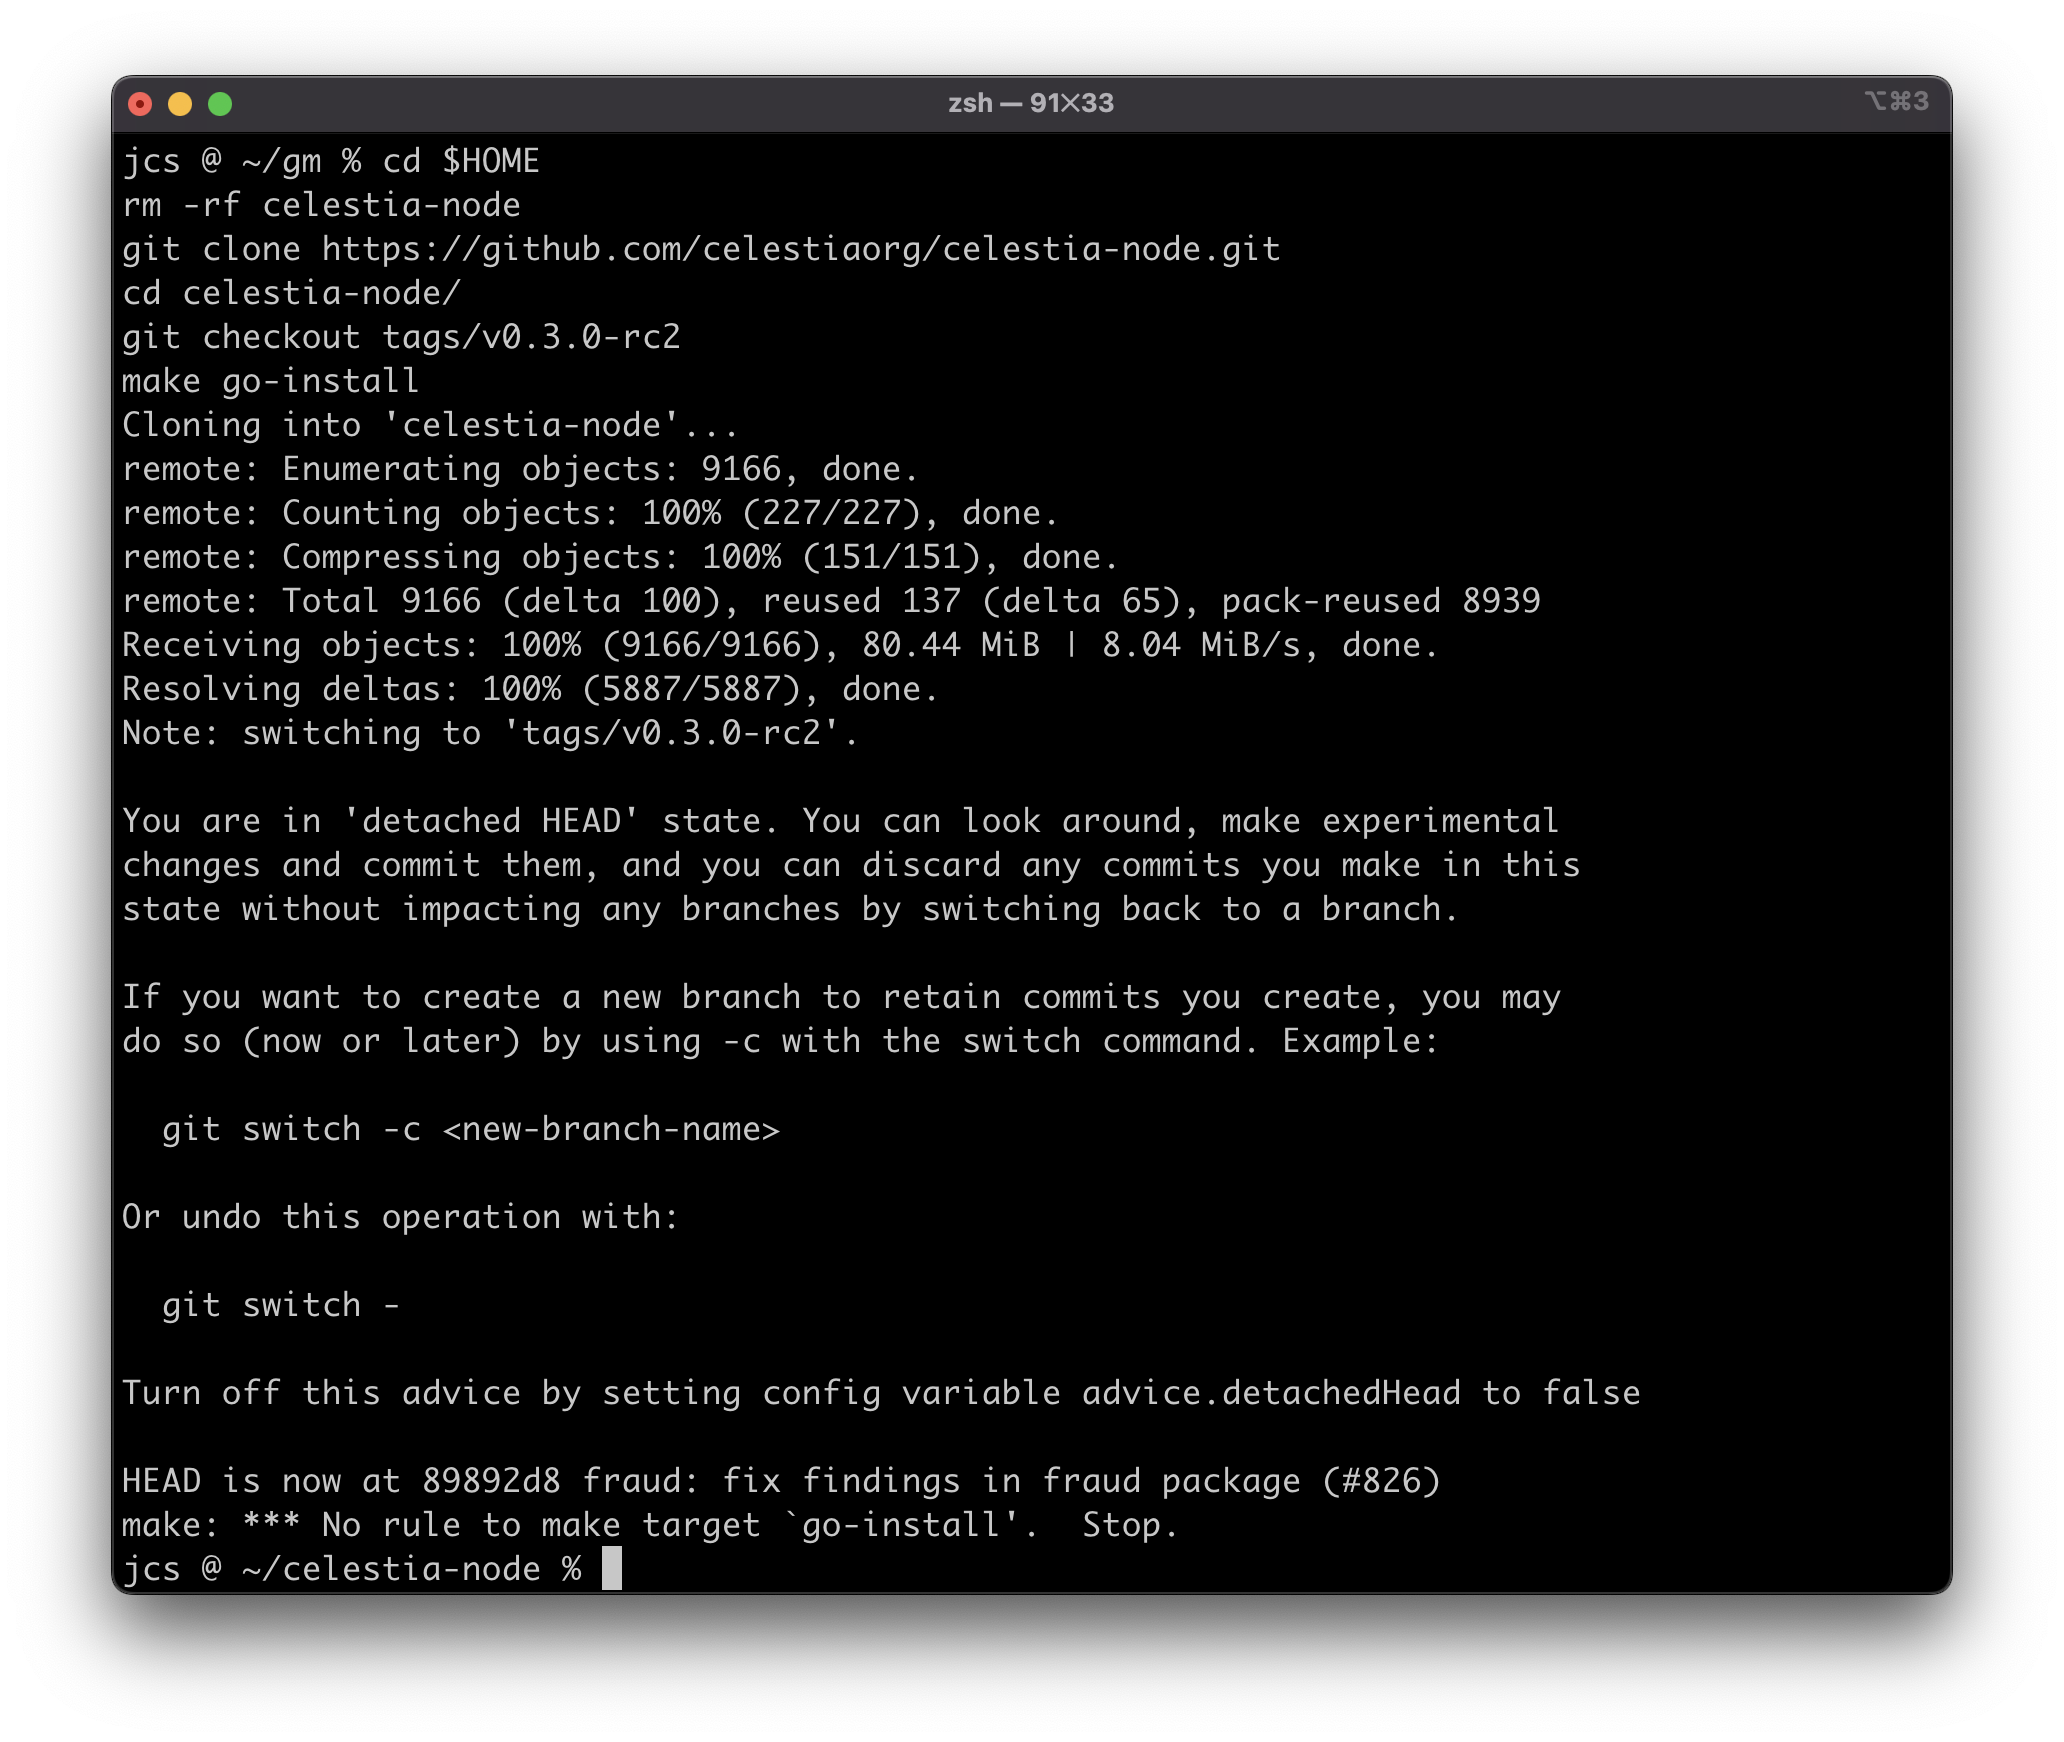 zsh — 91×33
⌥⌘3
jcs @ ~/gm % cd $HOME
rm -rf celestia-node
git clone https://github.com/celestiaorg/celestia-node.git
cd celestia-node/
git checkout tags/v0.3.0-rc2
make go-install
Cloning into 'celestia-node'...
remote: Enumerating objects: 9166, done.
remote: Counting objects: 100% (227/227), done.
remote: Compressing objects: 100% (151/151), done.
remote: Total 9166 (delta 100), reused 137 (delta 65), pack-reused 8939
Receiving objects: 100% (9166/9166), 80.44 MiB | 8.04 MiB/s, done.
Resolving deltas: 100% (5887/5887), done.
Note: switching to 'tags/v0.3.0-rc2'.

You are in 'detached HEAD' state. You can look around, make experimental
changes and commit them, and you can discard any commits you make in this
state without impacting any branches by switching back to a branch.

If you want to create a new branch to retain commits you create, you may
do so (now or later) by using -c with the switch command. Example:

  git switch -c <new-branch-name>

Or undo this operation with:

  git switch -

Turn off this advice by setting config variable advice.detachedHead to false

HEAD is now at 89892d8 fraud: fix findings in fraud package (#826)
make: *** No rule to make target `go-install'.  Stop.
jcs @ ~/celestia-node %